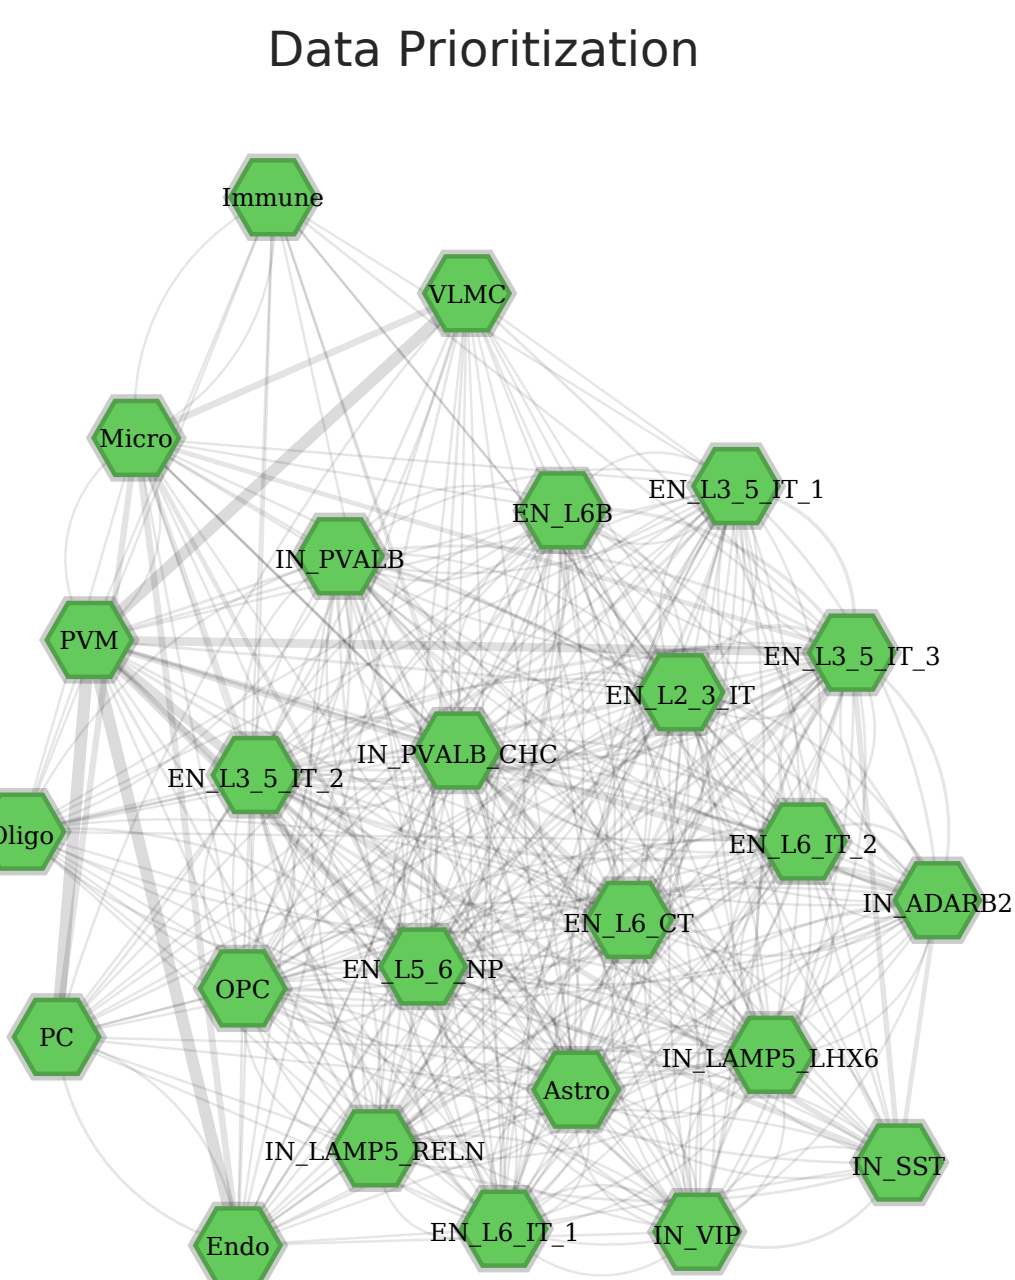 Data Prioritization
Immune
VLMC
Micro
EN_L3_5_IT_1
EN_L6B
IN_PVALB
PVM
EN_L3_5_IT_3
EN_L2_3_IT
IN_PVALB_CHC
EN_L3_5_IT_2
Oligo
EN_L6_IT_2
IN_ADARB2
EN_L6_CT
EN_L5_6_NP
OPC
PC
IN_LAMP5_LHX6
Astro
IN_LAMP5_RELN
IN_SST
EN_L6_IT_1
IN_VIP
Endo